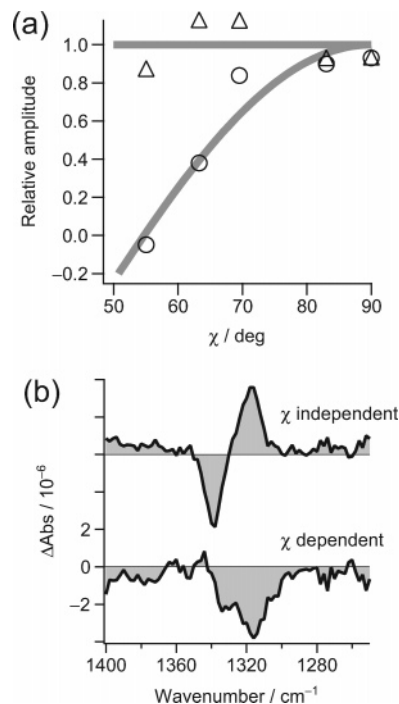 (a)
Relative amplitude
1.0
0.8
0.6
0.4
0.2
0.0
−0.2
50 60 70 80 90
χ / deg
(b)
χ independent
ΔAbs / 10⁻⁶
2
χ dependent
0
−2
1400 1360 1320 1280
Wavenumber / cm⁻¹